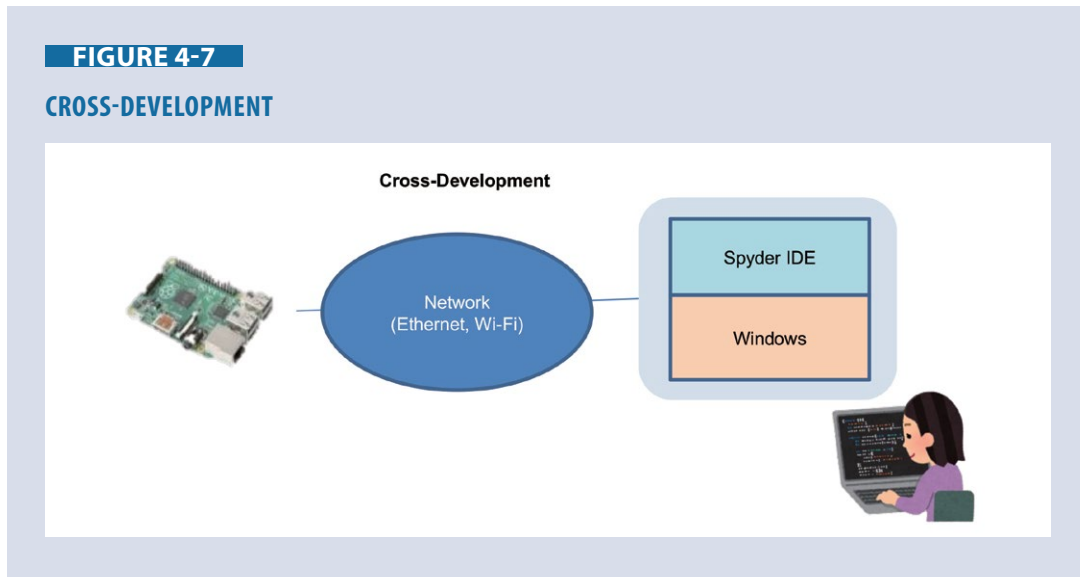 FIGURE 4-7
CROSS-DEVELOPMENT
Cross-Development
Network
(Ethernet, Wi-Fi)
Spyder IDE
Windows